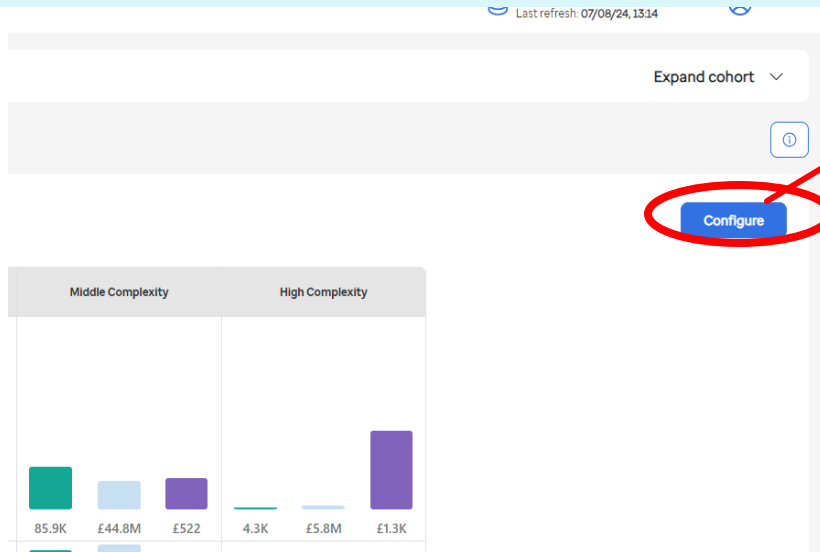 Last refresh: 07/08/24, 13:14
Expand cohort
Configure
Middle Complexity High Complexity
85.9K £44.8M £522 4.3K £5.8M £1.3K